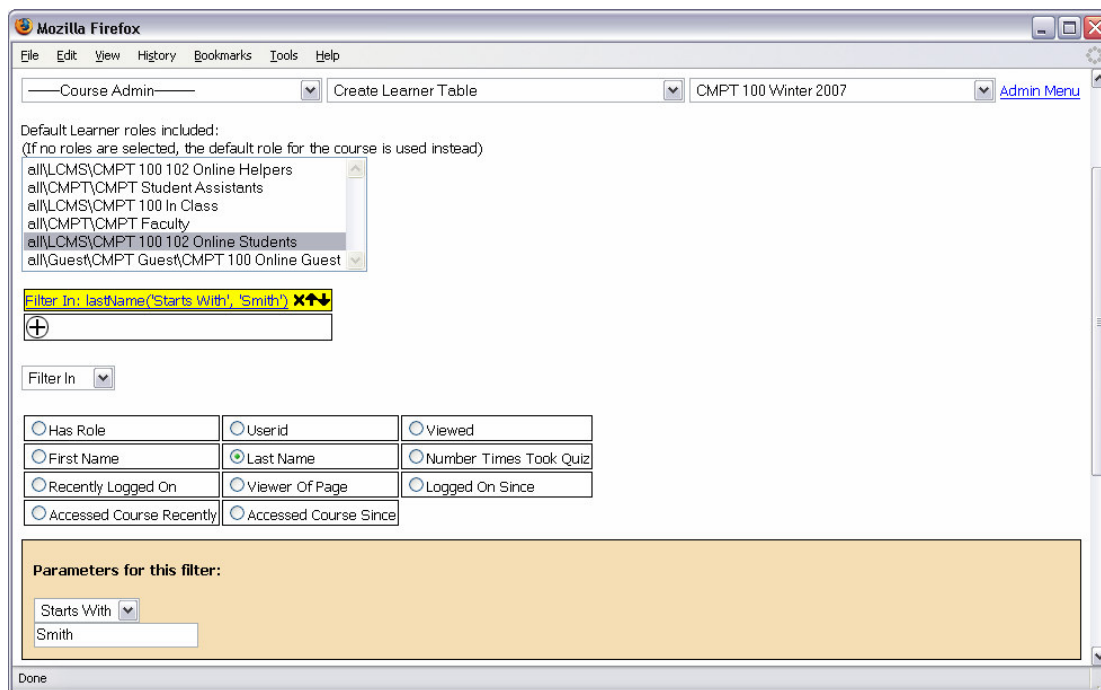 Mozilla Firefox
File Edit View History Bookmarks Tools Help
——Course Admin—— Create Learner Table CMPT 100 Winter 2007 Admin Menu
Default Learner roles included:
(If no roles are selected, the default role for the course is used instead)
all\LCMS\CMPT 100 102 Online Helpers
all\CMPT\CMPT Student Assistants
all\LCMS\CMPT 100 In Class
all\CMPT\CMPT Faculty
all\LCMS\CMPT 100 102 Online Students
all\Guest\CMPT Guest\CMPT 100 Online Guest
Filter In: lastName('Starts With', 'Smith')
Filter In
Has Role Userid Viewed
First Name Last Name Number Times Took Quiz
Recently Logged On Viewer Of Page Logged On Since
Accessed Course Recently Accessed Course Since
Parameters for this filter:
Starts With
Smith
Done